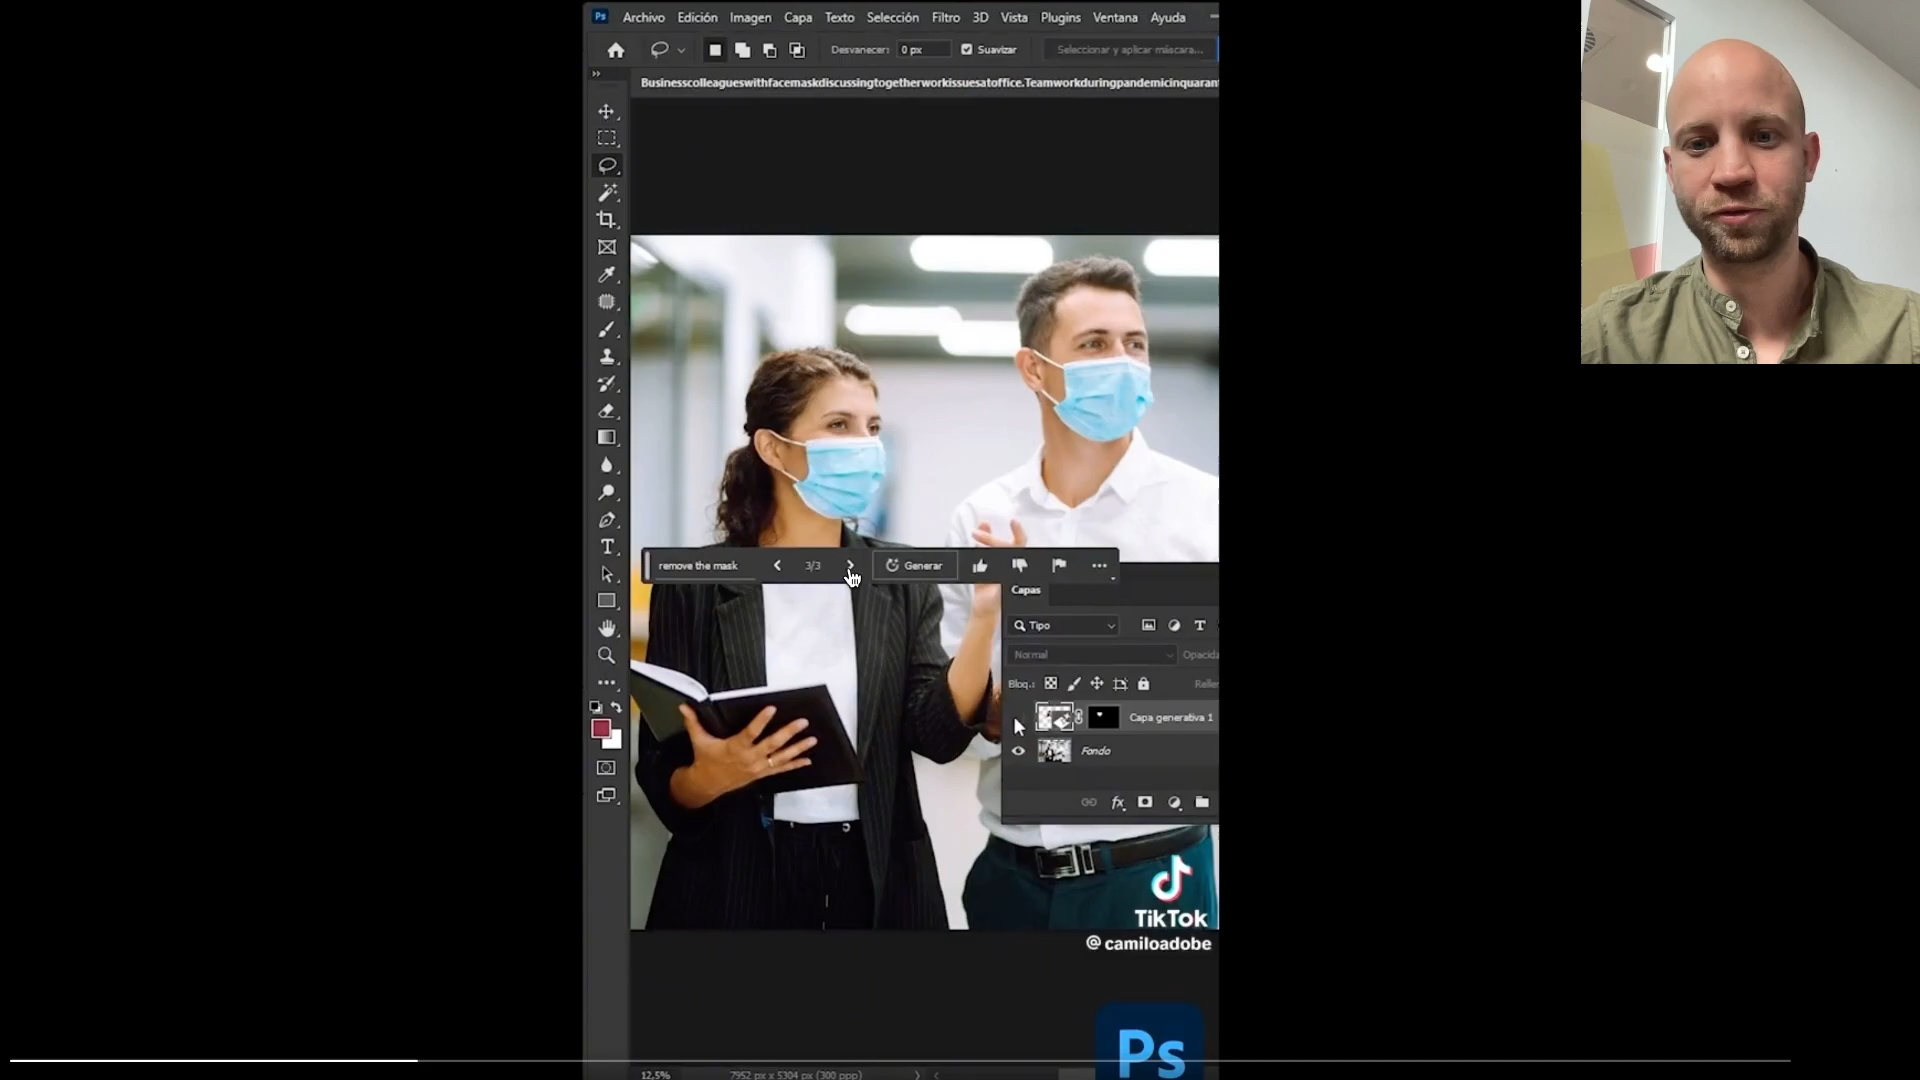 Ps Archivo Edición Imagen Capa Texto Selección Filtro 3D Vista Plugins Ventana Ayuda
Desvanecer: 0 px Suavizar Seleccionar y aplicar máscara...
Businesscolleagueswithfacemaskdiscussingtogetherworkissuesatoffice.Teamworkduringpandemicinquarant
remove the mask 3/3 Generar
Capas
Tipo
Normal Opacida
Bloq.: Reller
Capa generativa 1
Fondo
TikTok
@camiloadobe
Ps
12,5% 7952 px x 5304 px (300 ppp)